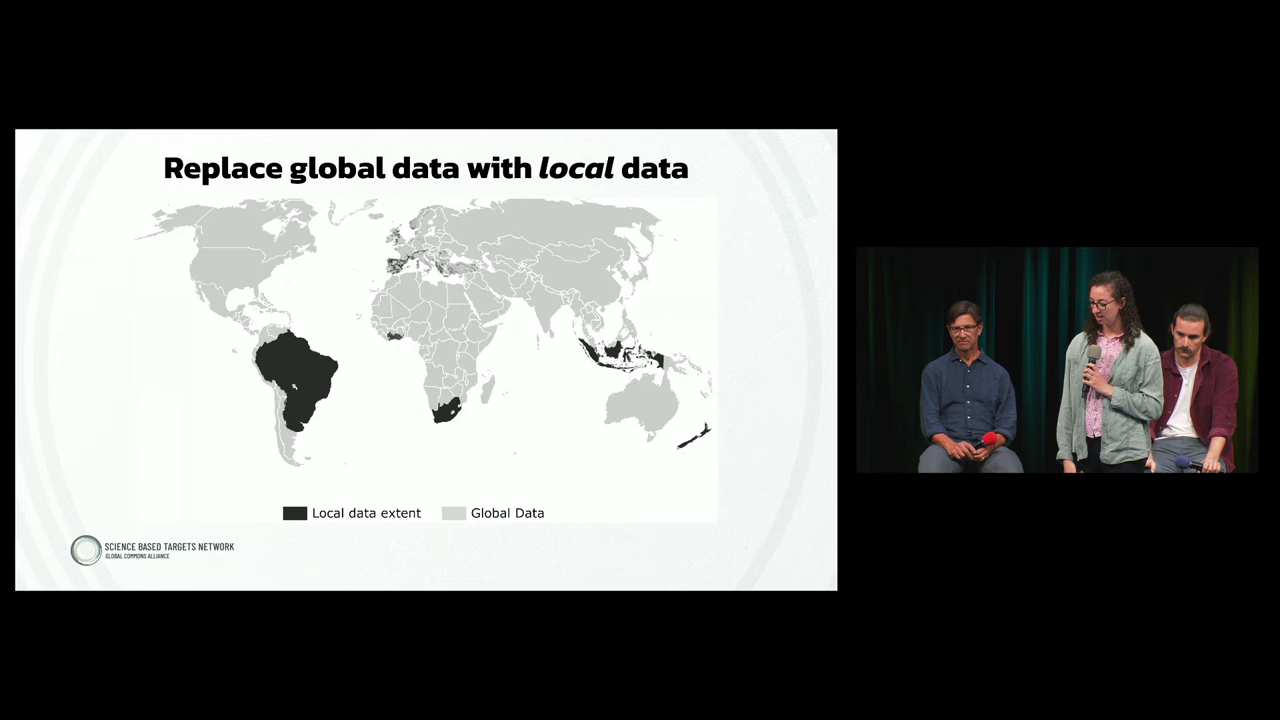 Replace global data with local data
Local data extent
Global Data
SCIENCE BASED TARGETS NETWORK
GLOBAL COMMONS ALLIANCE